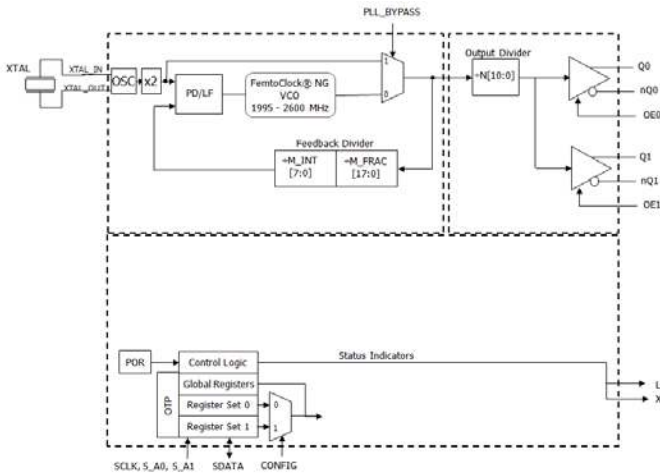 PLL_BYPASS
XTAL
XTAL_IN
XTAL_OUT
OSC
x2
PD/LF
FemtoClock® NG
VCO
1995 - 2600 MHz
1
0
Feedback Divider
÷M_INT
[7:0]
÷M_FRAC
[17:0]
Output Divider
÷N[10:0]
Q0
nQ0
OE0
Q1
nQ1
OE1
POR
OTP
Control Logic
Global Registers
Register Set 0
Register Set 1
0
1
Status Indicators
L
X
SCLK, S_A0, S_A1
SDATA
CONFIG